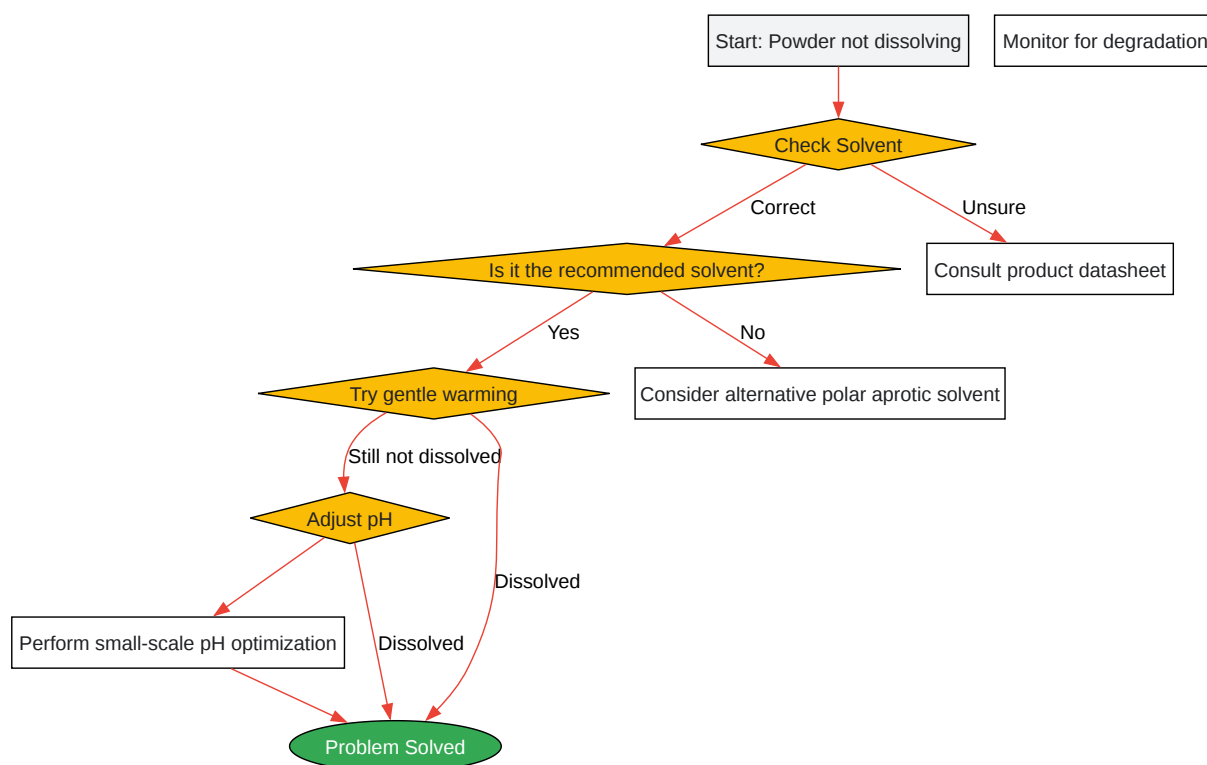 Start: Powder not dissolving
Monitor for degradation
Check Solvent
Correct
Unsure
Is it the recommended solvent?
Consult product datasheet
Yes
No
Try gentle warming
Consider alternative polar aprotic solvent
Still not dissolved
Adjust pH
Dissolved
Perform small-scale pH optimization
Dissolved
Problem Solved